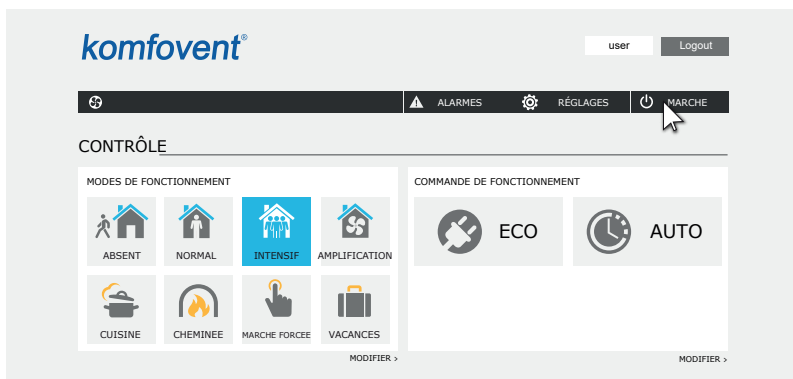 komfovent®
user Logout
ALARMES RÉGLAGES MARCHE
CONTRÔLE
MODES DE FONCTIONNEMENT
ABSENT NORMAL INTENSIF AMPLIFICATION
CUISINE CHEMINEE MARCHE FORCEE VACANCES
MODIFIER >
COMMANDE DE FONCTIONNEMENT
ECO AUTO
MODIFIER >